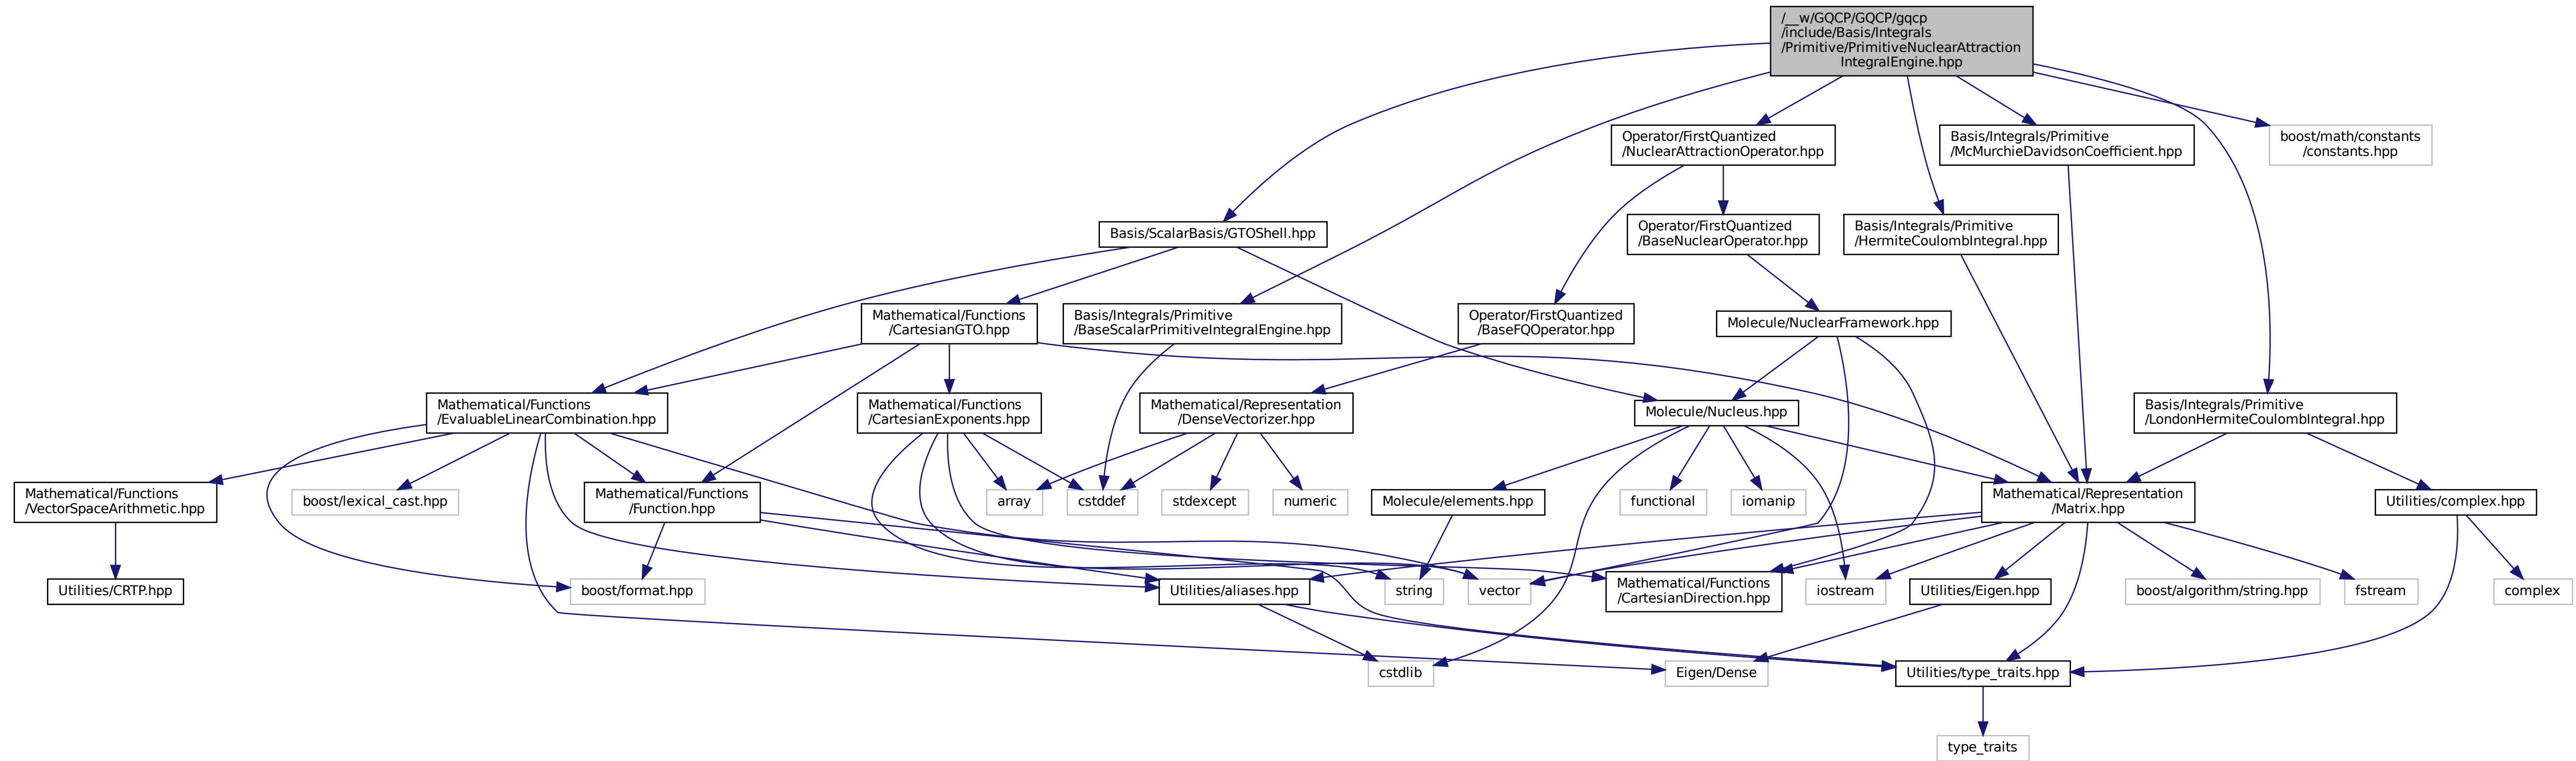 /__w/GQCP/GQCP/gqcp
/include/Basis/Integrals
/Primitive/PrimitiveNuclearAttraction
IntegralEngine.hpp
Operator/FirstQuantized
/NuclearAttractionOperator.hpp
Basis/Integrals/Primitive
/McMurchieDavidsonCoefficient.hpp
boost/math/constants
/constants.hpp
Basis/ScalarBasis/GTOShell.hpp
Operator/FirstQuantized
/BaseNuclearOperator.hpp
Basis/Integrals/Primitive
/HermiteCoulombIntegral.hpp
Mathematical/Functions
/CartesianGTO.hpp
Basis/Integrals/Primitive
/BaseScalarPrimitiveIntegralEngine.hpp
Operator/FirstQuantized
/BaseFQOperator.hpp
Molecule/NuclearFramework.hpp
Mathematical/Functions
/EvaluableLinearCombination.hpp
Mathematical/Functions
/CartesianExponents.hpp
Mathematical/Representation
/DenseVectorizer.hpp
Molecule/Nucleus.hpp
Basis/Integrals/Primitive
/LondonHermiteCoulombIntegral.hpp
Mathematical/Functions
/VectorSpaceArithmetic.hpp
boost/lexical_cast.hpp
Mathematical/Functions
/Function.hpp
array
cstddef
stdexcept
numeric
Molecule/elements.hpp
functional
iomanip
Mathematical/Representation
/Matrix.hpp
Utilities/complex.hpp
Utilities/CRTP.hpp
boost/format.hpp
Utilities/aliases.hpp
string
vector
Mathematical/Functions
/CartesianDirection.hpp
iostream
Utilities/Eigen.hpp
boost/algorithm/string.hpp
fstream
complex
cstdlib
Eigen/Dense
Utilities/type_traits.hpp
type_traits